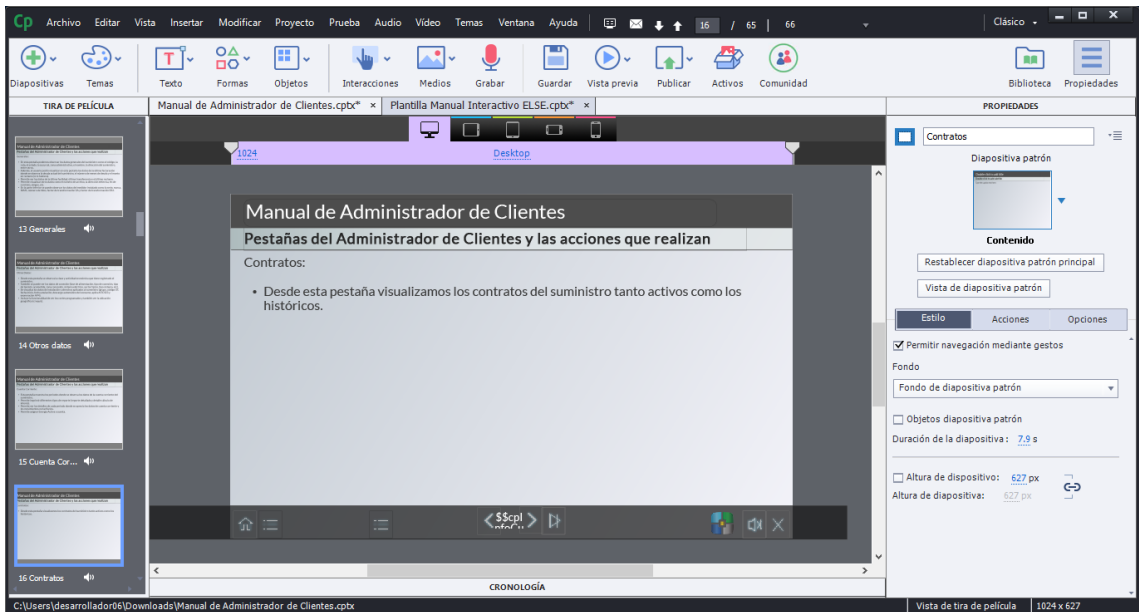 Cp Archivo Editar Vista Insertar Modificar Proyecto Prueba Audio Vídeo Temas Ventana Ayuda 16 / 65 66 Clásico
Diapositivas Temas Texto Formas Objetos Interacciones Medios Grabar Guardar Vista previa Publicar Activos Comunidad Biblioteca Propiedades
TIRA DE PELÍCULA
Manual de Administrador de Clientes.cptx* × Plantilla Manual Interactivo ELSE.cptx* ×
PROPIEDADES
13 Generales
14 Otros datos
15 Cuenta Cor...
16 Contratos
1024 Desktop
Manual de Administrador de Clientes
Pestañas del Administrador de Clientes y las acciones que realizan
Contratos:
• Desde esta pestaña visualizamos los contratos del suministro tanto activos como los
históricos.
$$cpI
CRONOLOGÍA
Contratos
Diapositiva patrón
Contenido
Restablecer diapositiva patrón principal
Vista de diapositiva patrón
Estilo Acciones Opciones
Permitir navegación mediante gestos
Fondo
Fondo de diapositiva patrón
Objetos diapositiva patrón
Duración de la diapositiva: 7.9 s
Altura de dispositivo: 627 px
Altura de diapositiva: 627 px
C:\Users\desarrollador06\Downloads\Manual de Administrador de Clientes.cptx
Vista de tira de película 1024 x 627